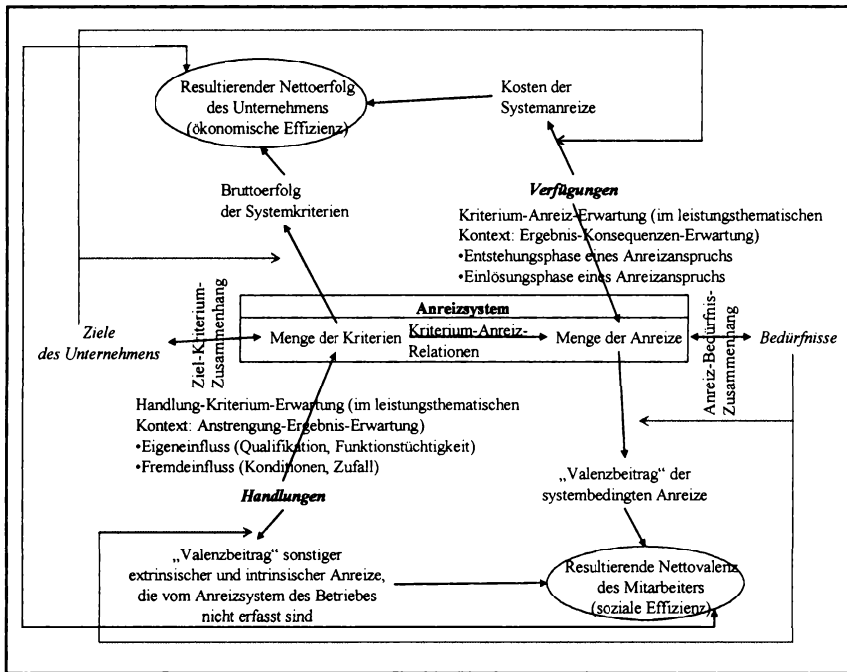 Resultierender Nettoerfolg
des Unternehmens
(ökonomische Effizienz)
Kosten der
Systemanreize
Bruttoerfolg
der Systemkriterien
Verfügungen
Kriterium-Anreiz-Erwartung (im leistungsthematischen
Kontext: Ergebnis-Konsequenzen-Erwartung)
•Entstehungsphase eines Anreizanspruchs
•Einlösungsphase eines Anreizanspruchs
Anreizsystem
Ziele
des Unternehmens
Ziel-Kriterium-
Zusammenhang
Menge der Kriterien
Kriterium-Anreiz-
Relationen
Menge der Anreize
Anreiz-Bedürfnis-
Zusammenhang
Bedürfnisse
Handlung-Kriterium-Erwartung (im leistungsthematischen
Kontext: Anstrengung-Ergebnis-Erwartung)
•Eigeneinfluss (Qualifikation, Funktionstüchtigkeit)
•Fremdeinfluss (Konditionen, Zufall)
Handlungen
„Valenzbeitrag“ der
systembedingten Anreize
„Valenzbeitrag“ sonstiger
extrinsischer und intrinsischer Anreize,
die vom Anreizsystem des Betriebes
nicht erfasst sind
Resultierende Nettovalenz
des Mitarbeiters
(soziale Effizienz)